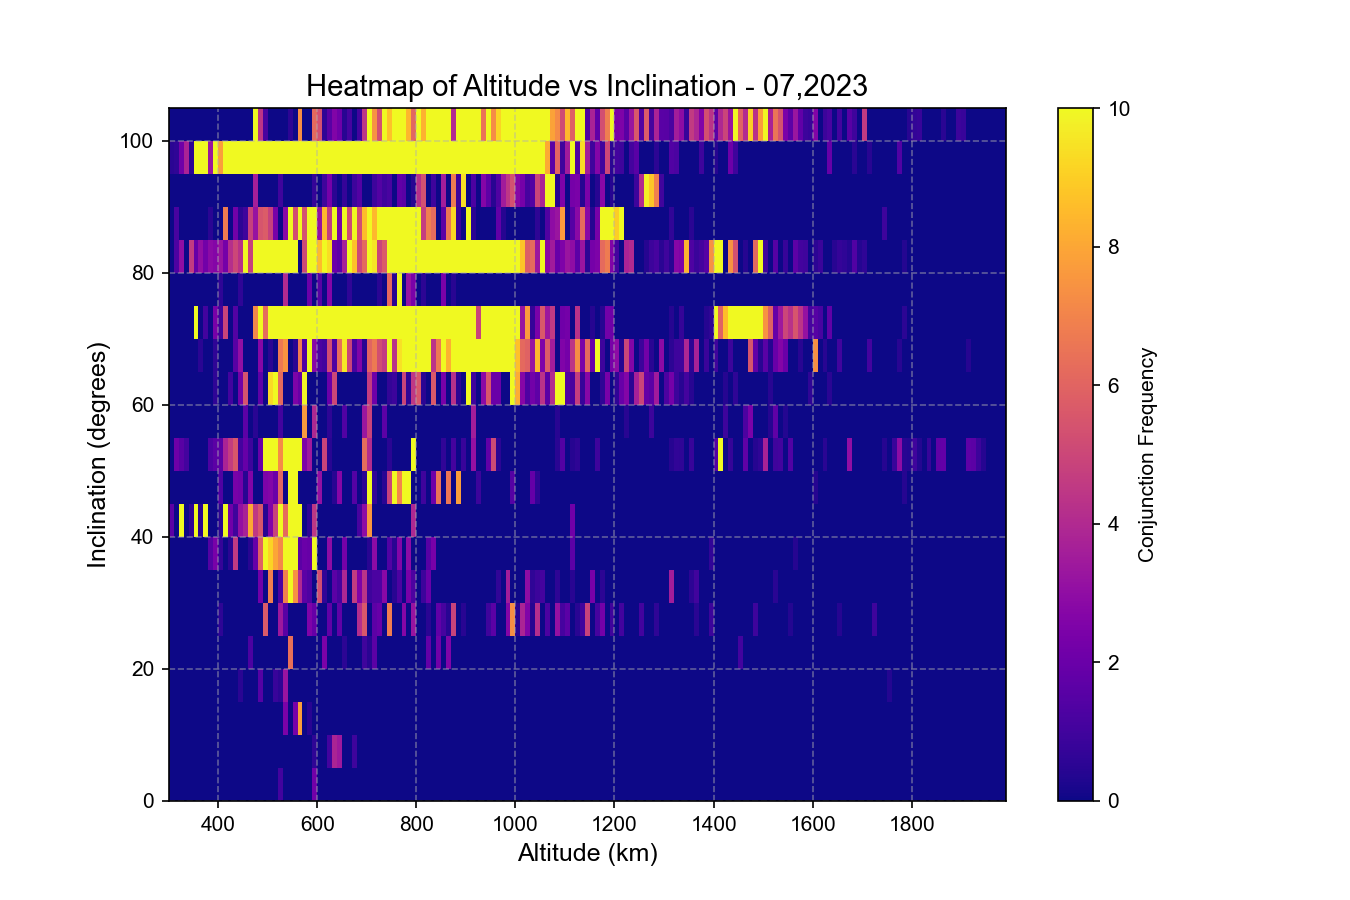 Heatmap of Altitude vs Inclination - 07,2023
100
80
60
40
20
0
Inclination (degrees)
400 600 800 1000 1200 1400 1600 1800
Altitude (km)
10
8
6
4
2
0
Conjunction Frequency